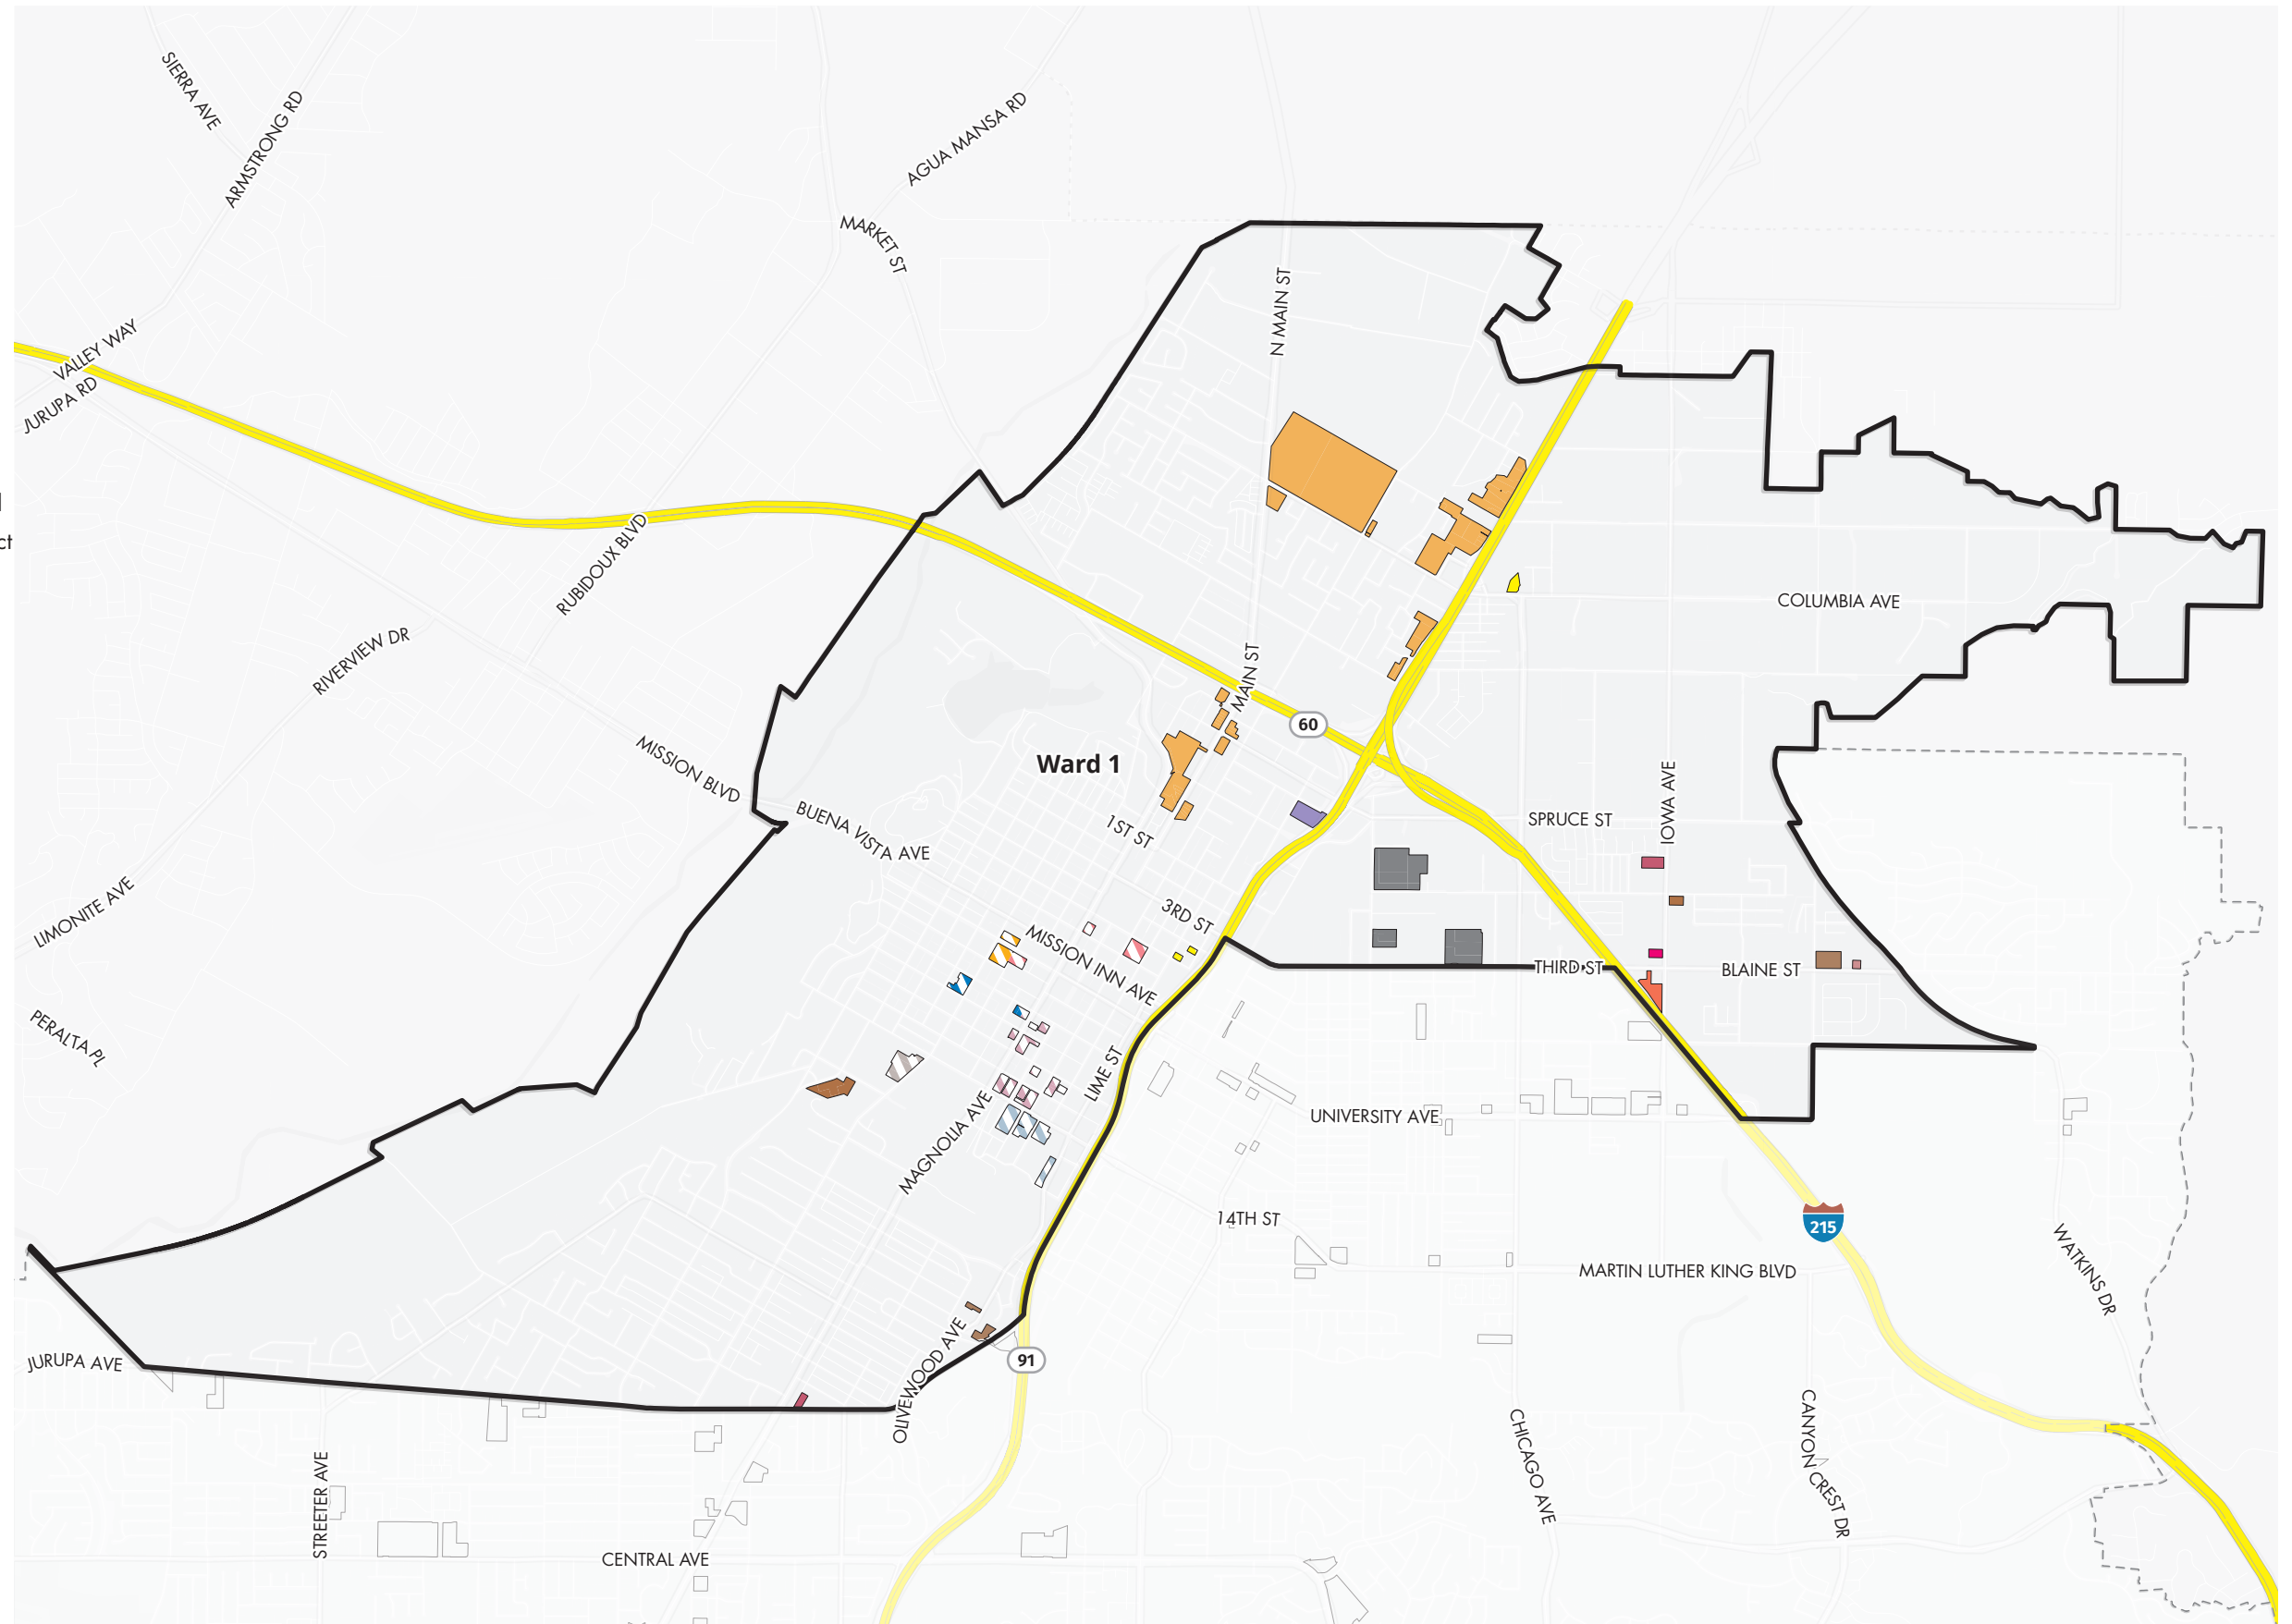 SIERRA AVE
ARMSTRONG RD
AGUA MANSA RD
MARKET ST
N MAIN ST
VALLEY WAY
JURUPA RD
ct
RUBIDOUX BLVD
COLUMBIA AVE
RIVERVIEW DR
MAIN ST
60
MISSION BLVD
Ward 1
IOWA AVE
BUENA VISTA AVE
1ST ST
SPRUCE ST
LIMONITE AVE
3RD ST
MISSION INN AVE
THIRD ST
BLAINE ST
PERALTA PL
LIME ST
MAGNOLIA AVE
UNIVERSITY AVE
14TH ST
215
WATKINS DR
MARTIN LUTHER KING BLVD
JURUPA AVE
OLIVEWOOD AVE
91
CHICAGO AVE
CANYON CREST DR
STREETER AVE
CENTRAL AVE